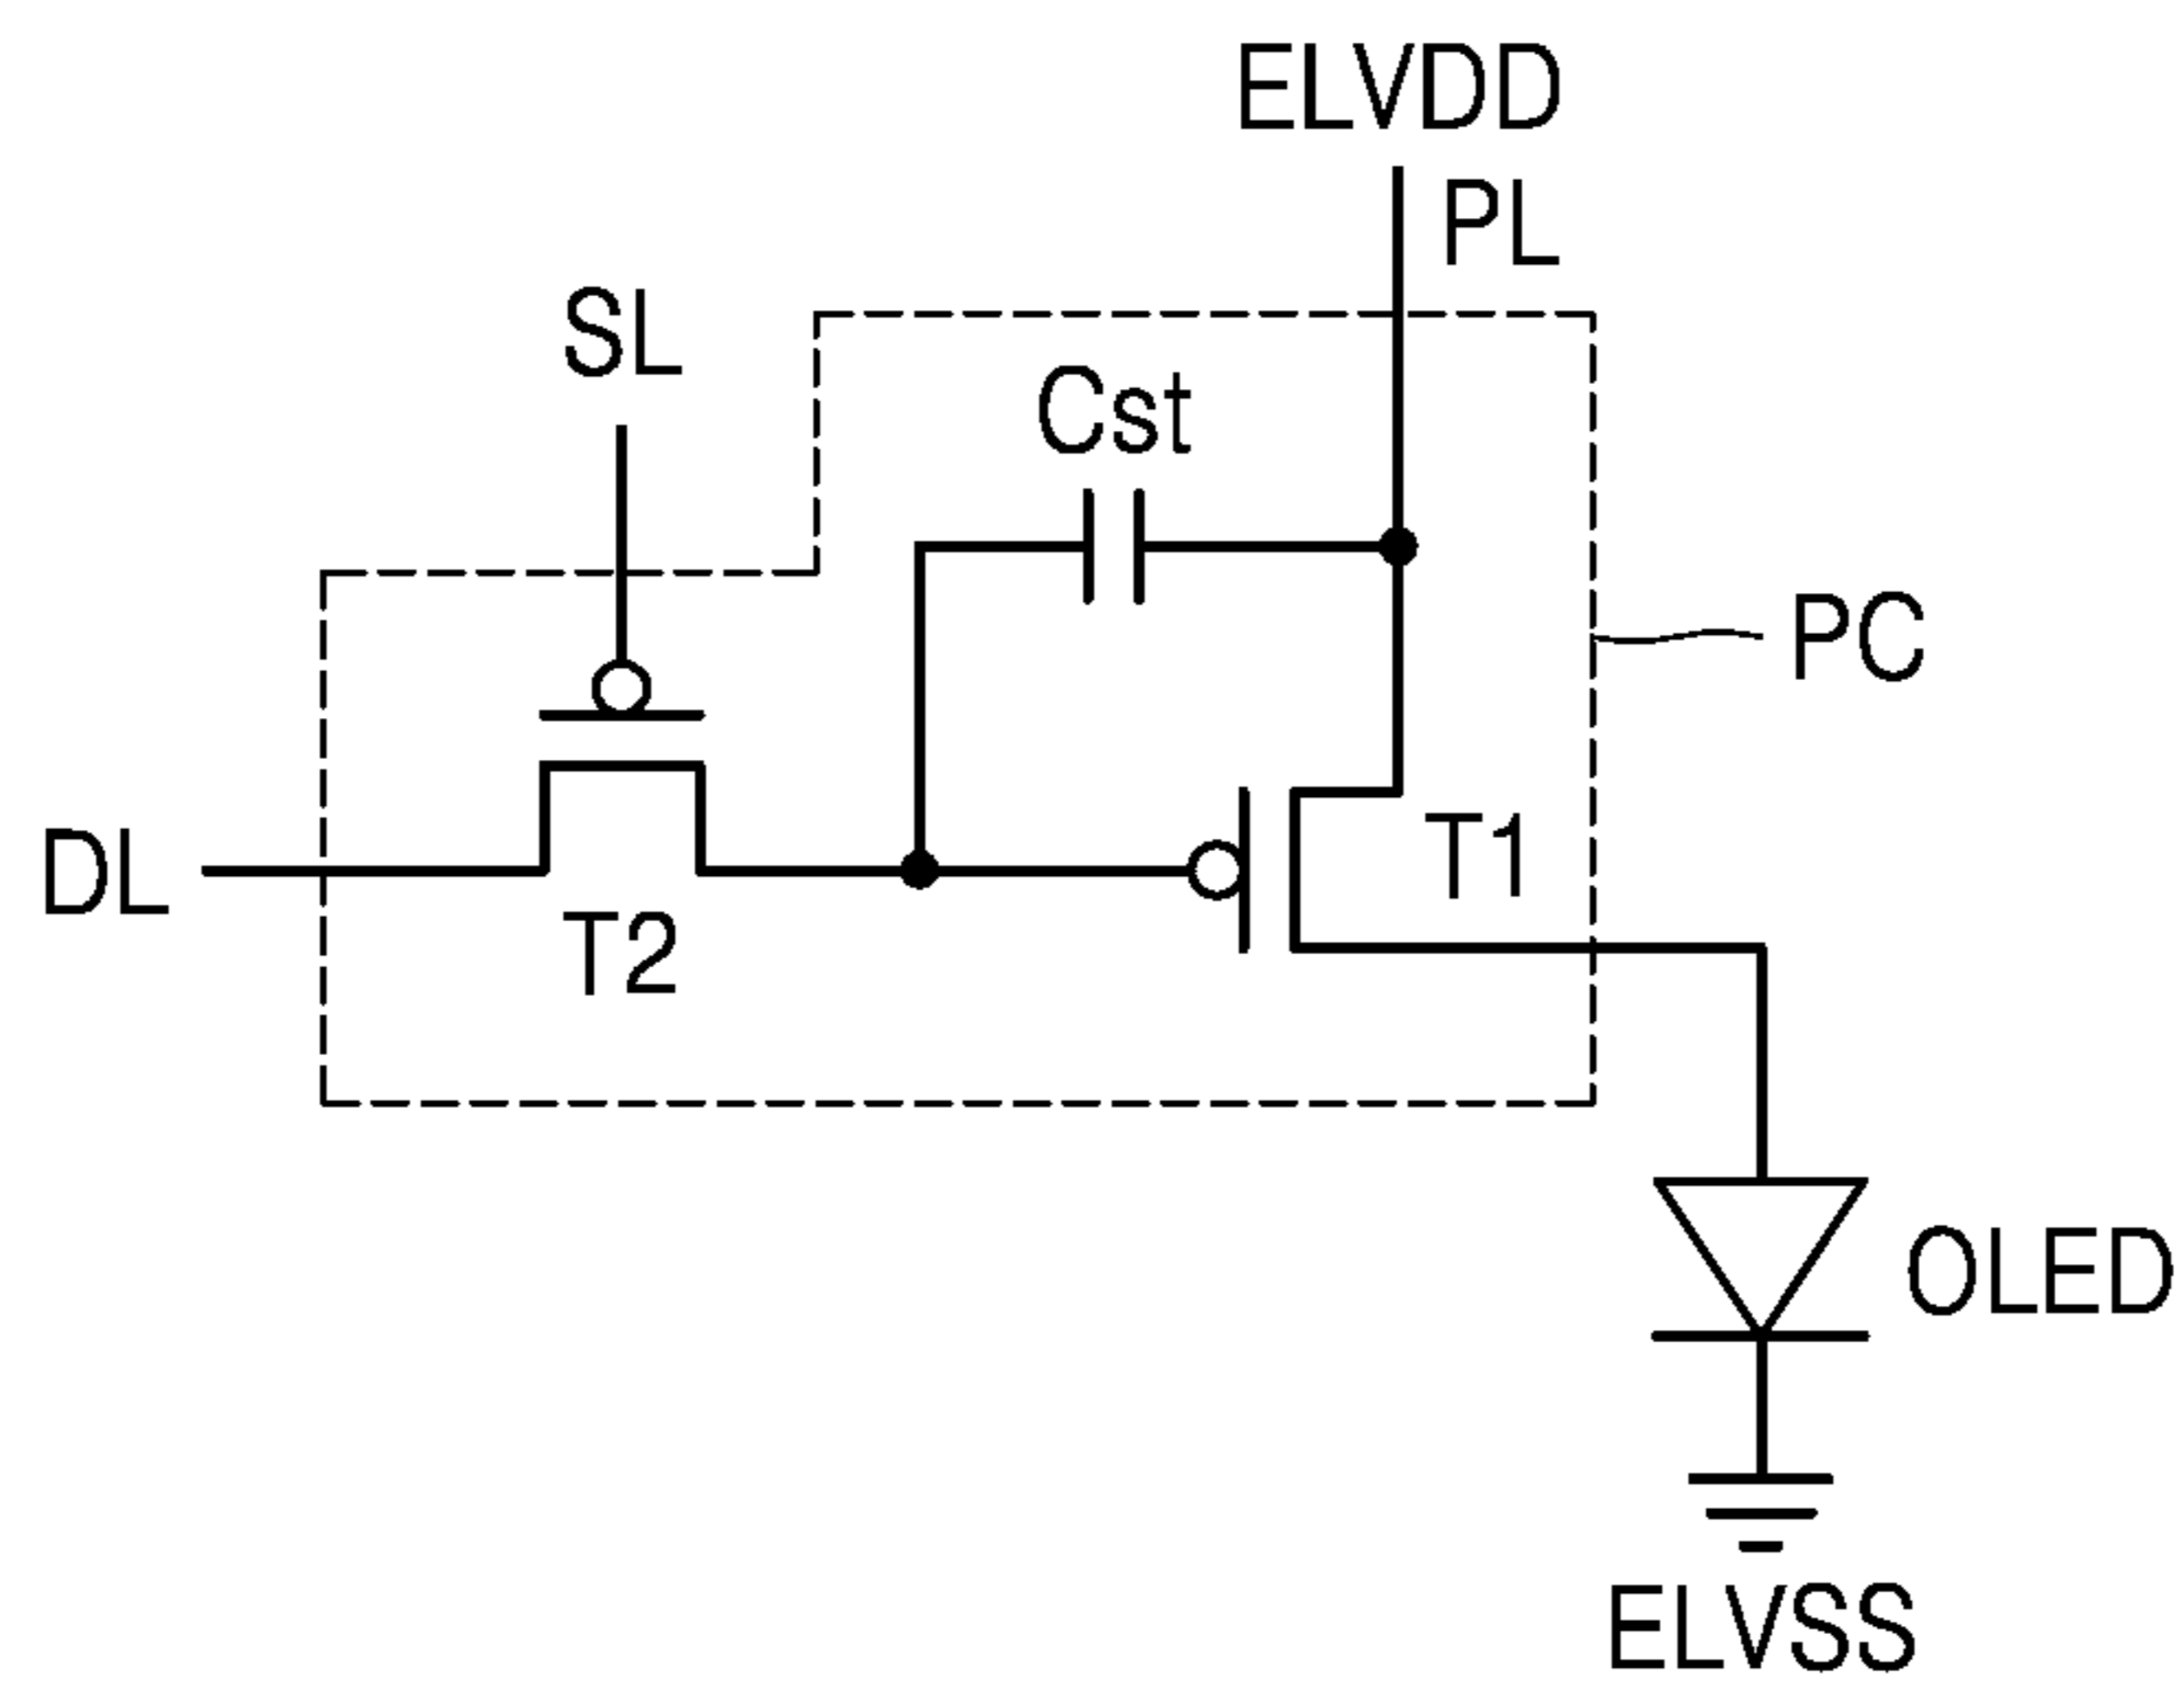 ELVDD
PL
SL
Cst
PC
DL
T1
T2
OLED
ELVSS